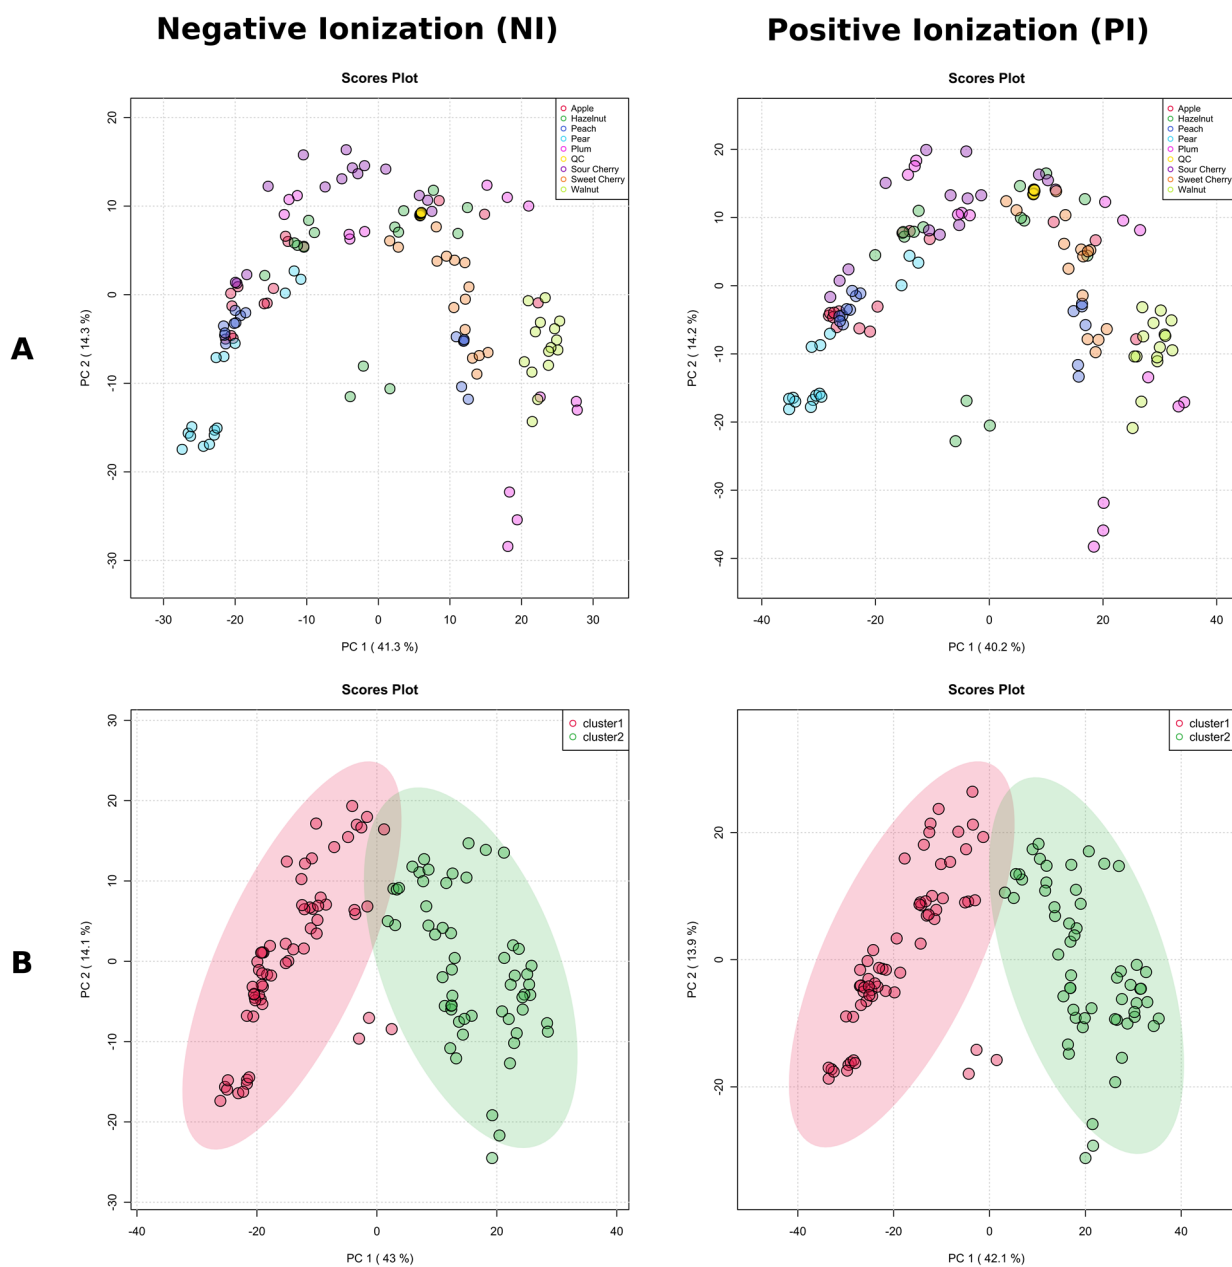 Negative Ionization (NI)
Positive Ionization (PI)
A
Scores Plot
PC 2 ( 14.3 %)
20
10
0
-10
-20
-30
-30
-20
-10
0
10
20
30
PC 1 ( 41.3 %)
Apple
Hazelnut
Peach
Pear
Plum
QC
Sour Cherry
Sweet Cherry
Walnut
Scores Plot
PC 2 ( 14.2 %)
20
10
0
-10
-20
-30
-40
-40
-20
0
20
40
PC 1 ( 40.2 %)
Apple
Hazelnut
Peach
Pear
Plum
QC
Sour Cherry
Sweet Cherry
Walnut
B
Scores Plot
PC 2 ( 14.1 %)
30
20
10
0
-10
-20
-30
-40
-20
0
20
40
PC 1 ( 43 %)
cluster1
cluster2
Scores Plot
PC 2 ( 13.9 %)
20
0
-20
-40
-20
0
20
40
PC 1 ( 42.1 %)
cluster1
cluster2